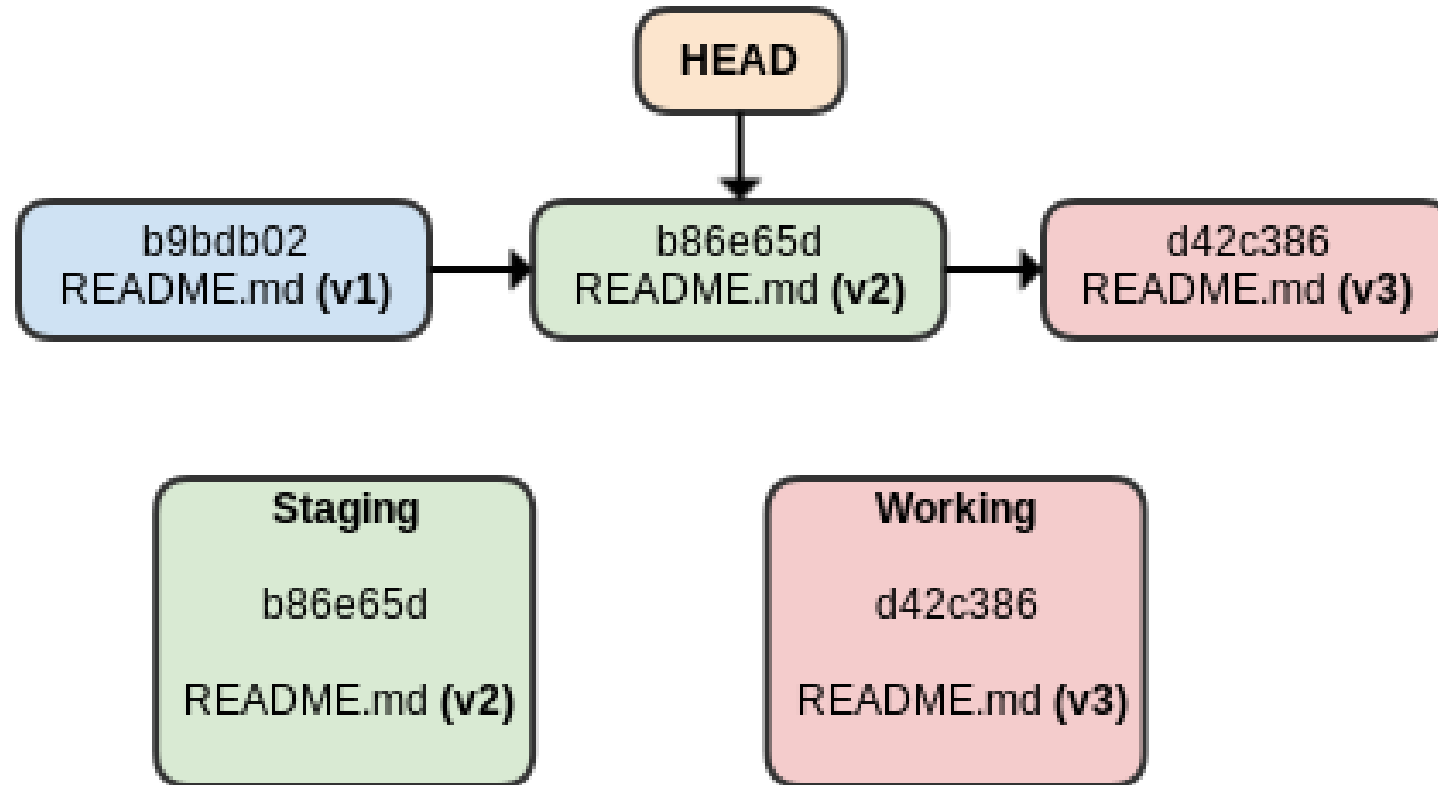 HEAD
b9bdb02
README.md (v1)
b86e65d
README.md (v2)
d42c386
README.md (v3)
Staging
b86e65d
README.md (v2)
Working
d42c386
README.md (v3)